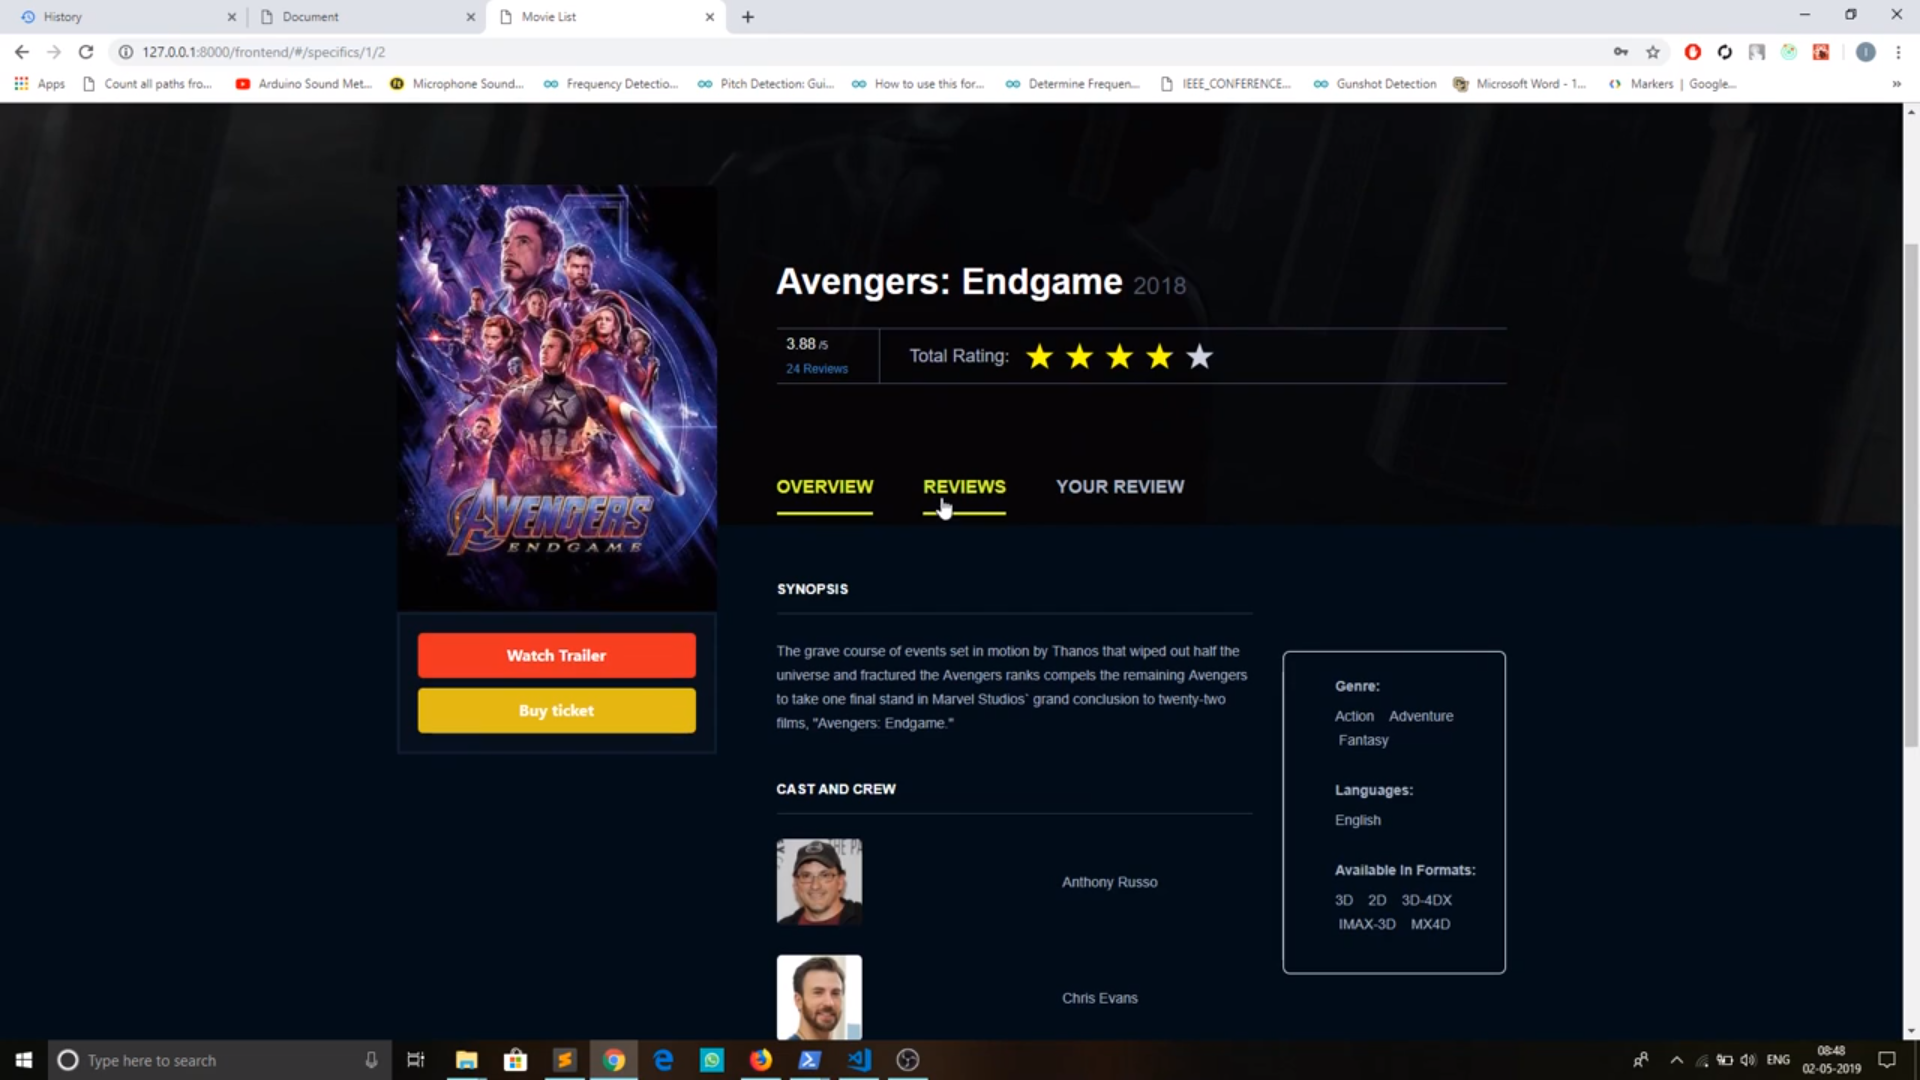 History
Document
Movie List
127.0.0.1:8000/frontend/#/specifics/1/2
Apps
Count all paths fro...
Arduino Sound Met...
Microphone Sound...
Frequency Detectio...
Pitch Detection: Gui...
How to use this for...
Determine Frequen...
IEEE_CONFERENCE...
Gunshot Detection
Microsoft Word - 1...
Markers | Google...
»
Avengers: Endgame 2018
3.88 /5
24 Reviews
Total Rating:
OVERVIEW
REVIEWS
YOUR REVIEW
AVENGERS
ENDGAME
Watch Trailer
Buy ticket
SYNOPSIS
The grave course of events set in motion by Thanos that wiped out half the
universe and fractured the Avengers ranks compels the remaining Avengers
to take one final stand in Marvel Studios` grand conclusion to twenty-two
films, "Avengers: Endgame."
CAST AND CREW
Anthony Russo
Chris Evans
Genre:
Action Adventure
Fantasy
Languages:
English
Available In Formats:
3D 2D 3D-4DX
IMAX-3D MX4D
Type here to search
ENG
08:48
02-05-2019